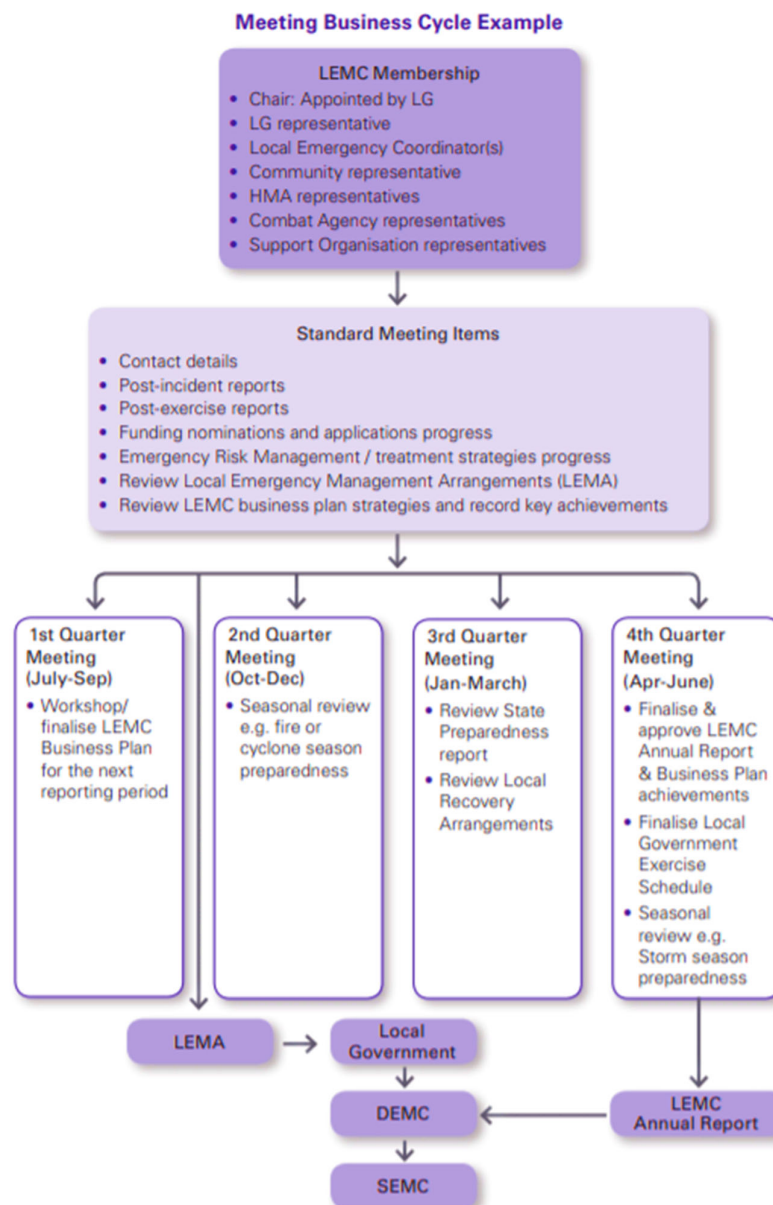 Meeting Business Cycle Example
LEMC Membership
• Chair: Appointed by LG
• LG representative
• Local Emergency Coordinator(s)
• Community representative
• HMA representatives
• Combat Agency representatives
• Support Organisation representatives
Standard Meeting Items
• Contact details
• Post-incident reports
• Post-exercise reports
• Funding nominations and applications progress
• Emergency Risk Management / treatment strategies progress
• Review Local Emergency Management Arrangements (LEMA)
• Review LEMC business plan strategies and record key achievements
1st Quarter
Meeting
(July-Sep)
• Workshop/
finalise LEMC
Business Plan
for the next
reporting period
2nd Quarter
Meeting
(Oct-Dec)
• Seasonal review
e.g. fire or
cyclone season
preparedness
3rd Quarter
Meeting
(Jan-March)
• Review State
Preparedness
report
• Review Local
Recovery
Arrangements
4th Quarter
Meeting
(Apr-June)
• Finalise &
approve LEMC
Annual Report
& Business Plan
achievements
• Finalise Local
Government
Exercise
Schedule
• Seasonal
review e.g.
Storm season
preparedness
LEMA
Local
Government
DEMC
LEMC
Annual Report
SEMC